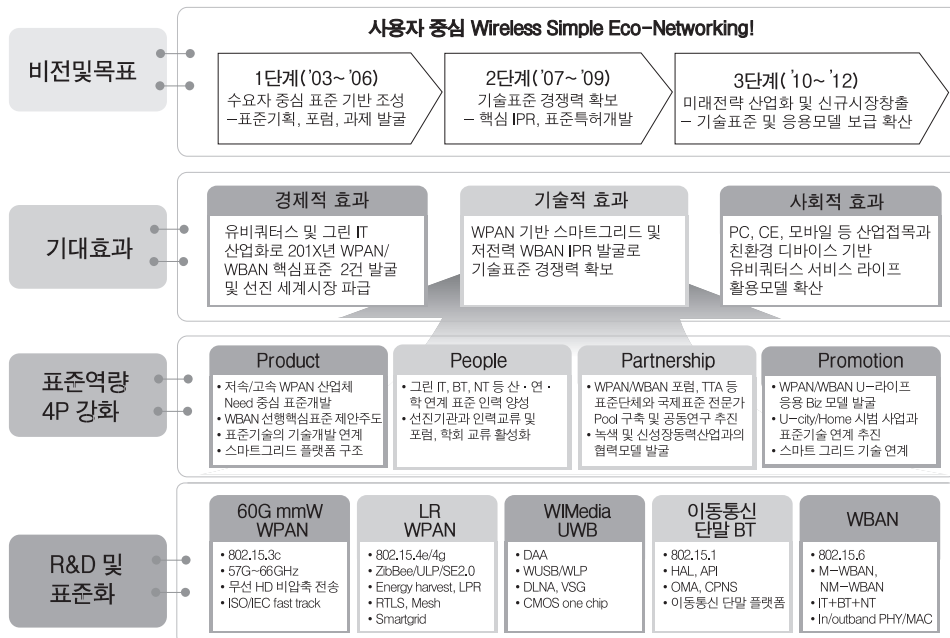 사용자 중심 Wireless Simple Eco-Networking!
비전및목표
1단계('03~'06)
수요자 중심 표준 기반 조성
–표준기획, 포럼, 과제 발굴
2단계('07~'09)
기술표준 경쟁력 확보
– 핵심 IPR, 표준특허개발
3단계('10~'12)
미래전략 산업화 및 신규시장창출
– 기술표준 및 응용모델 보급 확산
기대효과
경제적 효과
유비쿼터스 및 그린 IT
산업화로 201X년 WPAN/
WBAN 핵심표준 2건 발굴
및 선진 세계시장 파급
기술적 효과
WPAN 기반 스마트그리드 및
저전력 WBAN IPR 발굴로
기술표준 경쟁력 확보
사회적 효과
PC, CE, 모바일 등 산업접목과
친환경 디바이스 기반
유비쿼터스 서비스 라이프
활용모델 확산
표준역량
4P 강화
Product
• 저속/고속 WPAN 산업체
Need 중심 표준개발
• WBAN 선행핵심표준 제안주도
• 표준기술의 기술개발 연계
• 스마트그리드 플랫폼 구조
People
• 그린 IT, BT, NT 등 산·연·
학 연계 표준 인력 양성
• 선진기관과 인력교류 및
포럼, 학회 교류 활성화
Partnership
• WPAN/WBAN 포럼, TTA 등
표준단체와 국제표준 전문가
Pool 구축 및 공동연구 추진
• 녹색 및 신성장동력산업과의
협력모델 발굴
Promotion
• WPAN/WBAN U–라이프
응용 Biz 모델 발굴
• U–city/Home 시범 사업과
표준기술 연계 추진
• 스마트 그리드 기술 연계
R&D 및
표준화
60G mmW
WPAN
• 802.15.3c
• 57G~66GHz
• 무선 HD 비압축 전송
• ISO/IEC fast track
LR
WPAN
• 802.15.4e/4g
• ZibBee/ULP/SE2.0
• Energy harvest, LPR
• RTLS, Mesh
• Smartgrid
WIMedia
UWB
• DAA
• WUSB/WLP
• DLNA, VSG
• CMOS one chip
이동통신
단말 BT
• 802.15.1
• HAL, API
• OMA, CPNS
• 이동통신 단말 플랫폼
WBAN
• 802.15.6
• M–WBAN,
NM–WBAN
• IT+BT+NT
• In/outband PHY/MAC